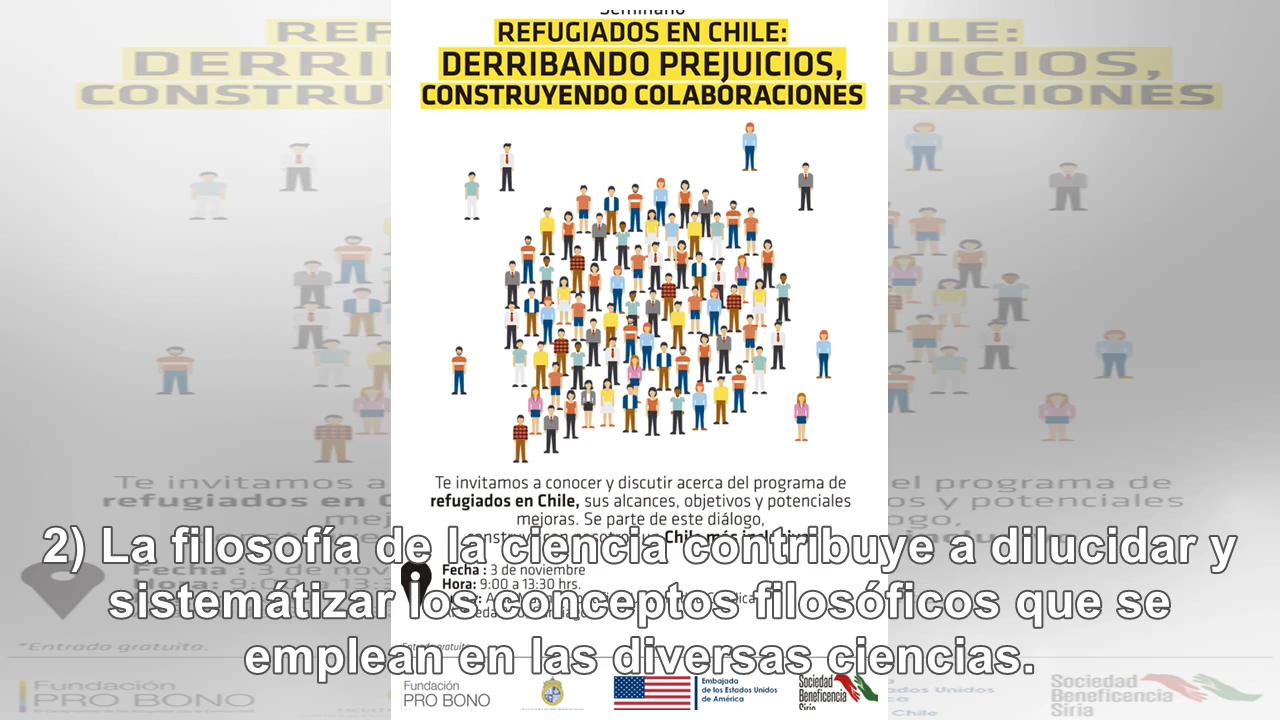 Seminario
REFUGIADOS EN CHILE:
DERRIBANDO PREJUICIOS,
CONSTRUYENDO COLABORACIONES
Te invitamos a conocer y discutir acerca del programa de
refugiados en Chile, sus alcances, objetivos y potenciales
mejoras. Se parte de este diálogo,
2) La filosofía de la ciencia contribuye a dilucidar y
sistemátizar los conceptos filosóficos que se
emplean en las diversas ciencias.
Fecha : 3 de noviembre
Hora: 9:00 a 13:30 hrs.
*Entrada gratuita.
Fundación
PRO BONO
Embajada
de los Estados Unidos
de América
Sociedad
Beneficencia
Siria